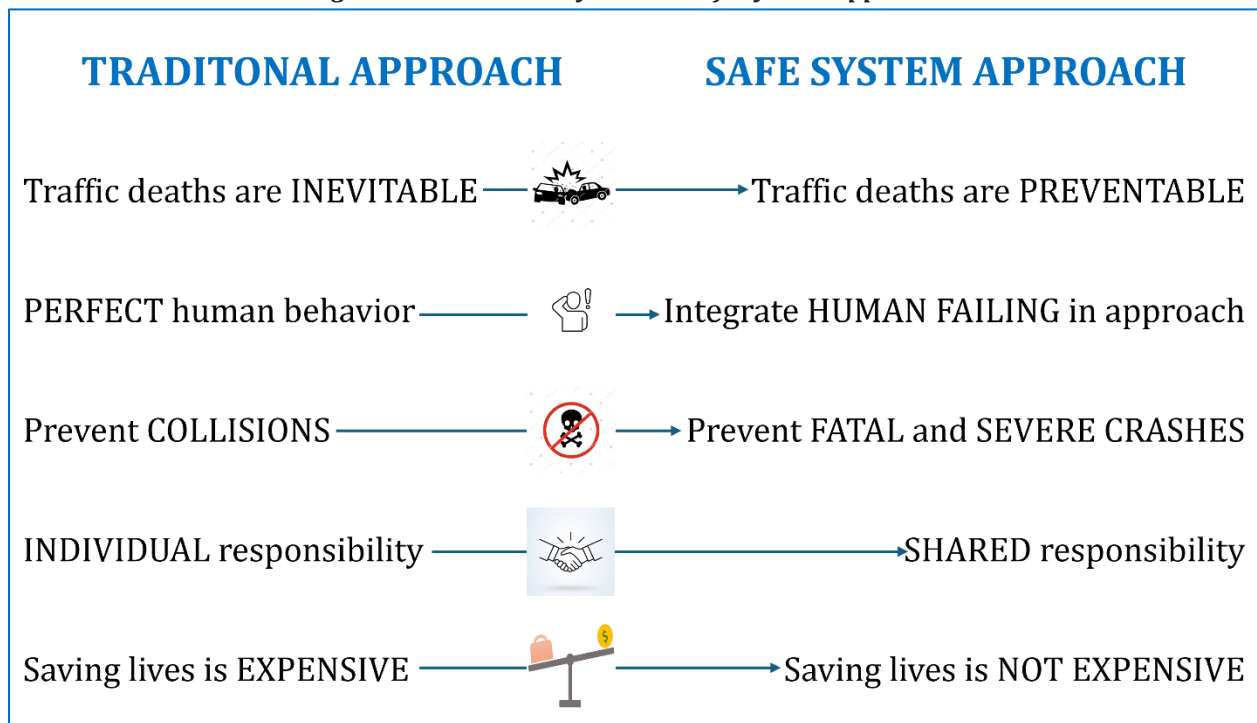 TRADITONAL APPROACH SAFE SYSTEM APPROACH
Traffic deaths are INEVITABLE Traffic deaths are PREVENTABLE
PERFECT human behavior Integrate HUMAN FAILING in approach
Prevent COLLISIONS Prevent FATAL and SEVERE CRASHES
INDIVIDUAL responsibility SHARED responsibility
$
Saving lives is EXPENSIVE Saving lives is NOT EXPENSIVE